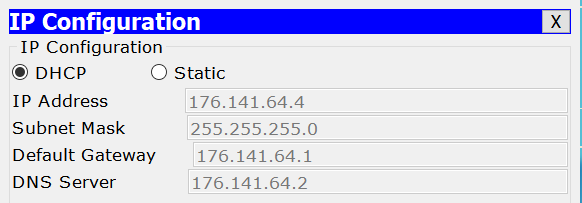 IP Configuration X
IP Configuration
DHCP Static
IP Address 176.141.64.4
Subnet Mask 255.255.255.0
Default Gateway 176.141.64.1
DNS Server 176.141.64.2